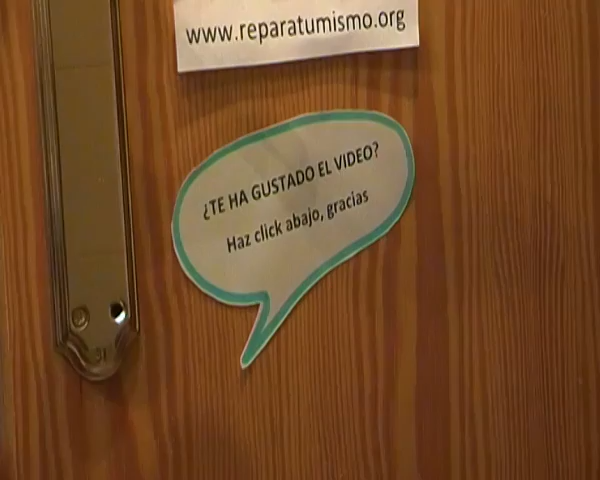 www.reparatumismo.org
¿TE HA GUSTADO EL VIDEO?
Haz click abajo, gracias